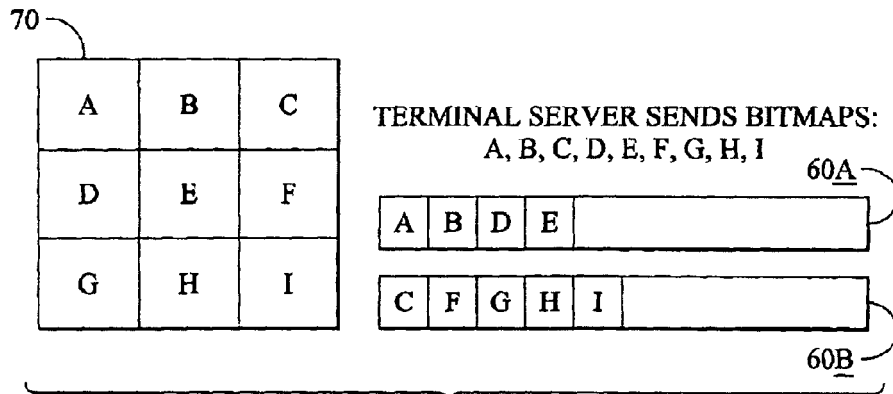 70
A B C
D E F
G H I
TERMINAL SERVER SENDS BITMAPS:
A, B, C, D, E, F, G, H, I
60A
A B D E
C F G H I
60B